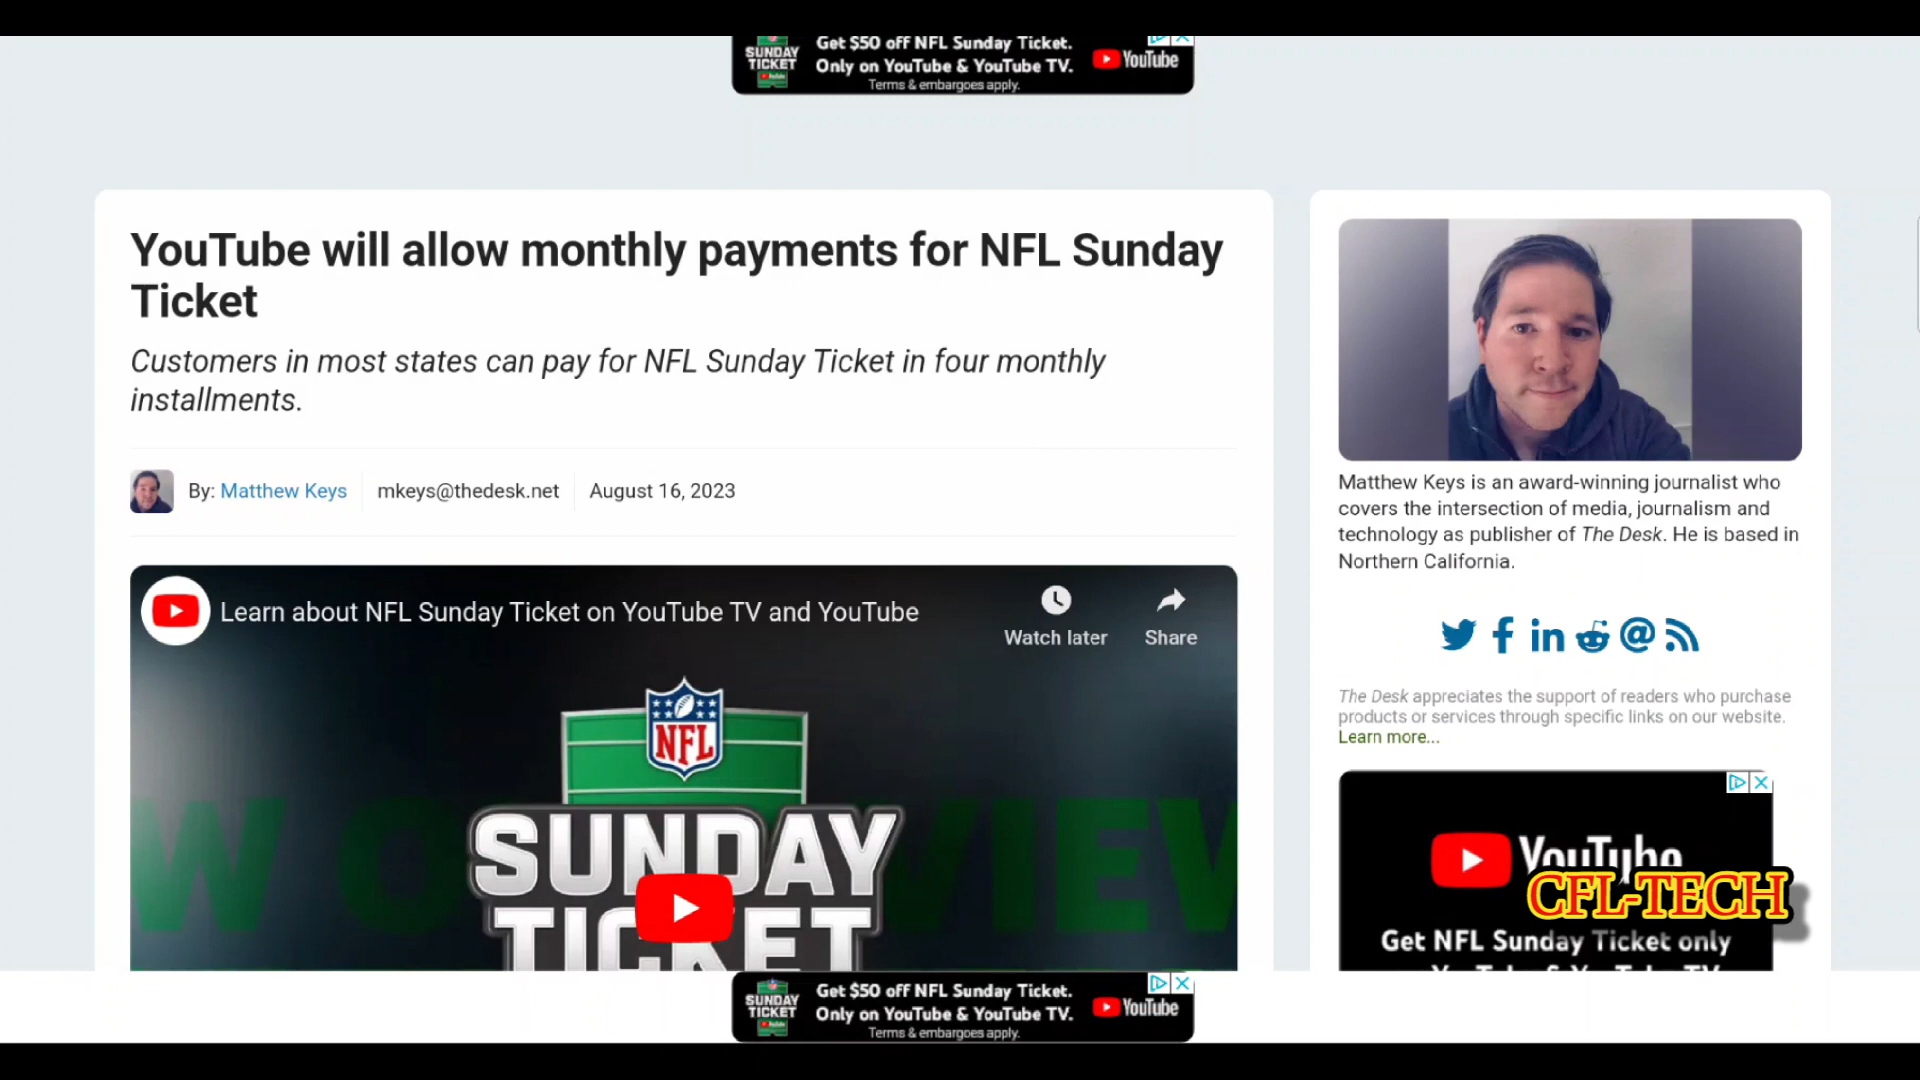 SUNDAY
TICKET
Get $50 off NFL Sunday Ticket.
Only on YouTube & YouTube TV.
Terms & embargoes apply.
YouTube
YouTube will allow monthly payments for NFL Sunday
Ticket
Customers in most states can pay for NFL Sunday Ticket in four monthly
installments.
By: Matthew Keys
mkeys@thedesk.net
August 16, 2023
Learn about NFL Sunday Ticket on YouTube TV and YouTube
Watch later
Share
NFL
SUNDAY
TICKET
Matthew Keys is an award-winning journalist who
covers the intersection of media, journalism and
technology as publisher of The Desk. He is based in
Northern California.
The Desk appreciates the support of readers who purchase
products or services through specific links on our website.
Learn more...
YouTube
CFL-TECH
Get NFL Sunday Ticket only
YouTube & YouTube TV
SUNDAY
TICKET
Get $50 off NFL Sunday Ticket.
Only on YouTube & YouTube TV.
Terms & embargoes apply.
YouTube